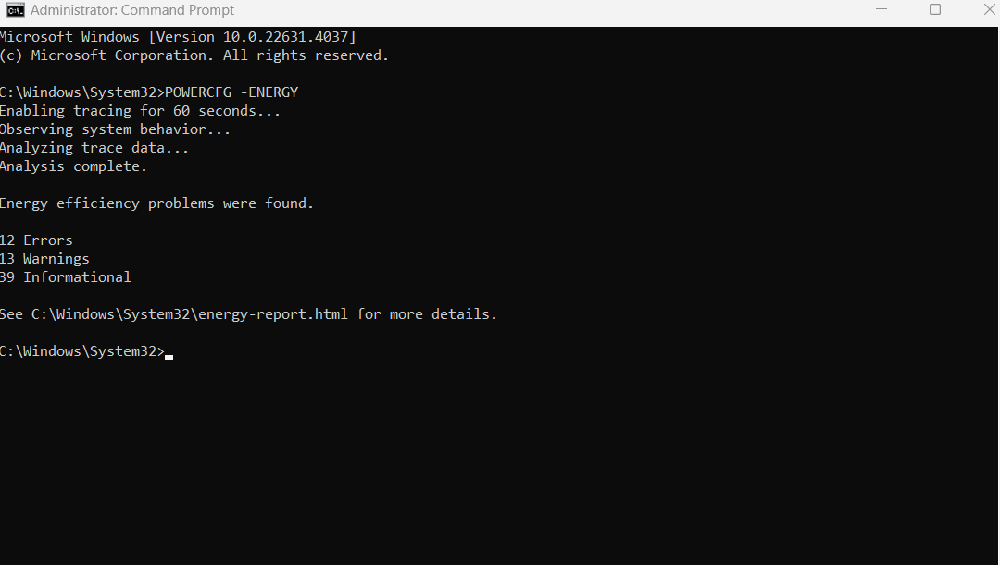 Administrator: Command Prompt
Microsoft Windows [Version 10.0.22631.4037]
(c) Microsoft Corporation. All rights reserved.
C:\Windows\System32>POWERCFG -ENERGY
Enabling tracing for 60 seconds...
Observing system behavior...
Analyzing trace data...
Analysis complete.
Energy efficiency problems were found.
12 Errors
13 Warnings
39 Informational
See C:\Windows\System32\energy-report.html for more details.
C:\Windows\System32>